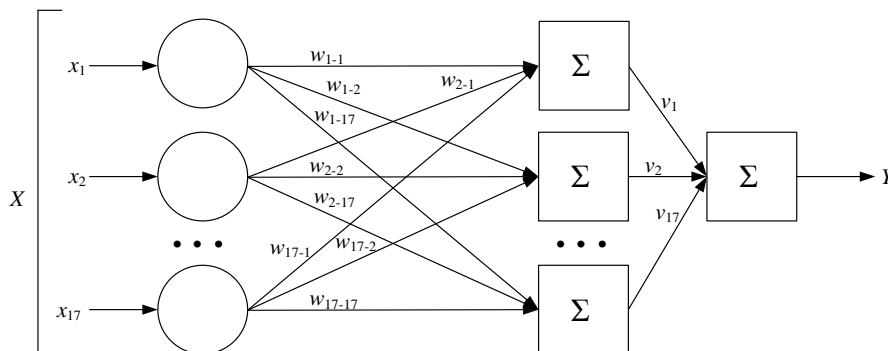 x1
w1-1
Σ
w2-1
w1-2
v1
w1-17
X
x2
w2-2
Σ
v2
Σ
Y
w2-17
v17
• • •
w17-1
w17-2
• • •
x17
w17-17
Σ